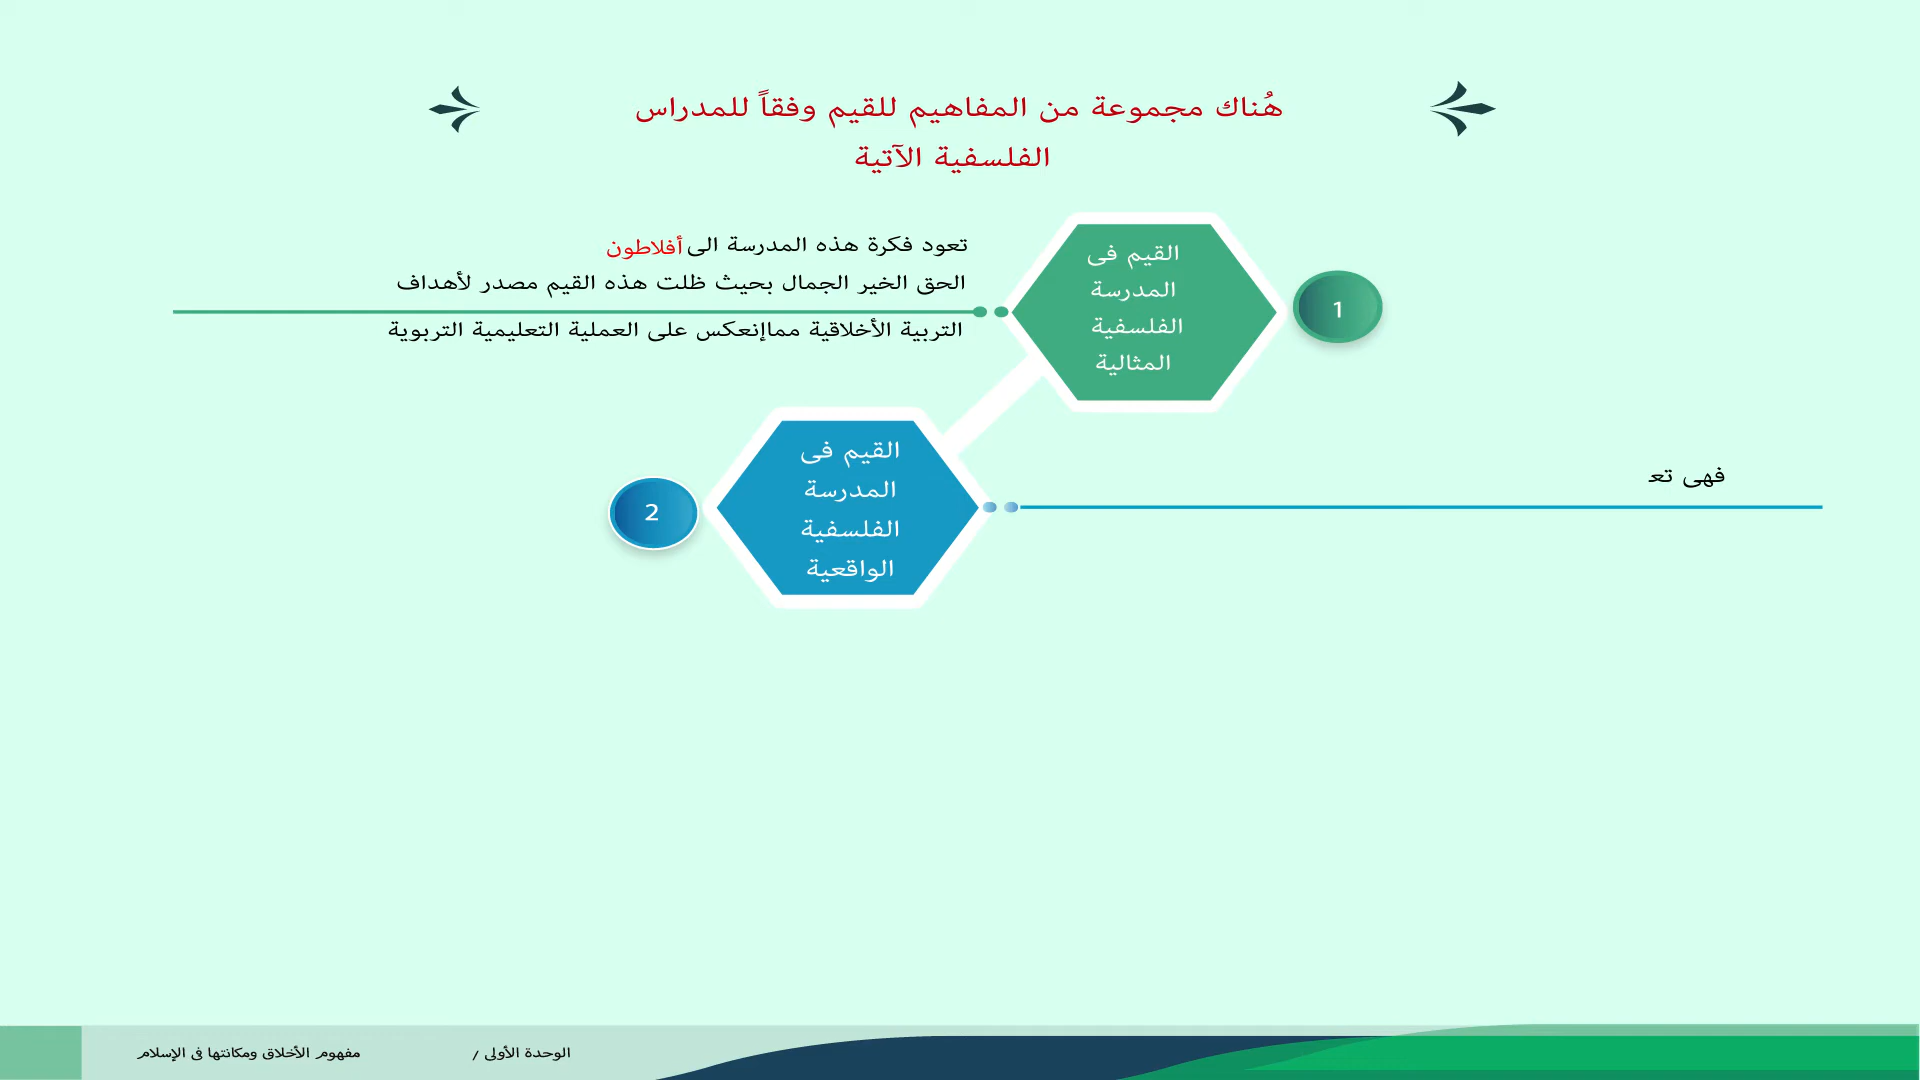 هُناك مجموعة من المفاهيم للقيم وفقاً للمدراس
الفلسفية الآتية
القيم فى
المدرسة
الفلسفية
المثالية
1
تعود فكرة هذه المدرسة الى أفلاطون
الحق الخير الجمال بحيث ظلت هذه القيم مصدر لأهداف
التربية الأخلاقية مماإنعكس على العملية التعليمية التربوية
القيم فى
المدرسة
الفلسفية
الواقعية
2
فهى تعـ
الوحدة الأولى /
مفهوم الأخلاق ومكانتها فى الإسلام